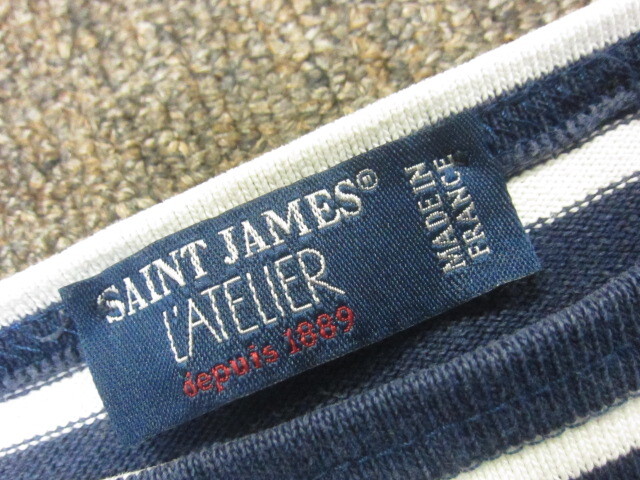 SAINT JAMES®
L'ATELIER
depuis 1889
MADE IN
FRANCE